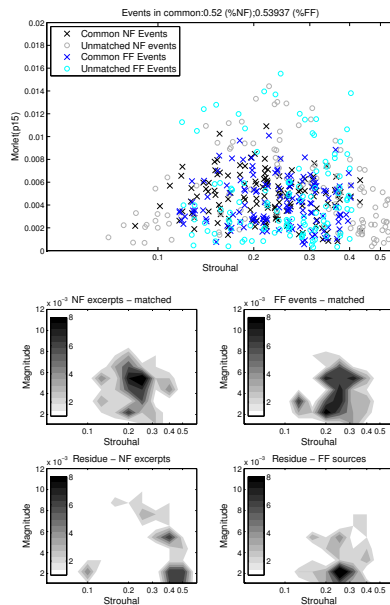 Events in common:0.52 (%NF);0.53937 (%FF)
Common NF Events
Unmatched NF events
Common FF Events
Unmatched FF Events
Morlet(p15)
0.02
0.018
0.016
0.014
0.012
0.01
0.008
0.006
0.004
0.002
0
0.1 0.2 0.3 0.4 0.5
Strouhal
NF excerpts − matched
x 10⁻³
Magnitude
12
10
8
6
4
2
8
6
4
2
0.1 0.2 0.3 0.4 0.5
Strouhal
FF events − matched
x 10⁻³
Magnitude
12
10
8
6
4
2
8
6
4
2
0.1 0.2 0.3 0.4 0.5
Strouhal
Residue − NF excerpts
x 10⁻³
Magnitude
12
10
8
6
4
2
8
6
4
2
0.1 0.2 0.3 0.4 0.5
Strouhal
Residue − FF sources
x 10⁻³
Magnitude
12
10
8
6
4
2
8
6
4
2
0.1 0.2 0.3 0.4 0.5
Strouhal